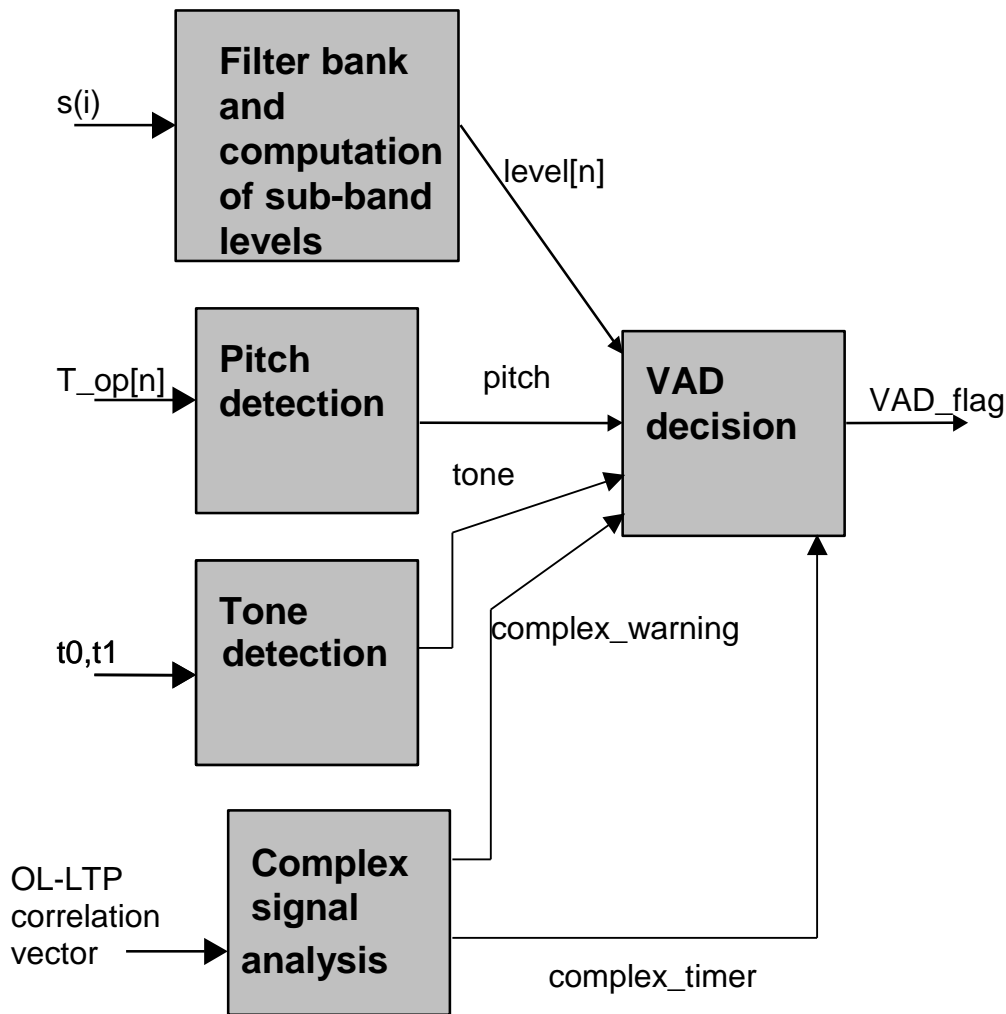 s(i)
Filter bank
and
computation
of sub-band
levels
level[n]
T_op[n]
Pitch
detection
pitch
VAD
decision
VAD_flag
tone
t0,t1
Tone
detection
complex_warning
OL-LTP
correlation
vector
Complex
signal
analysis
complex_timer